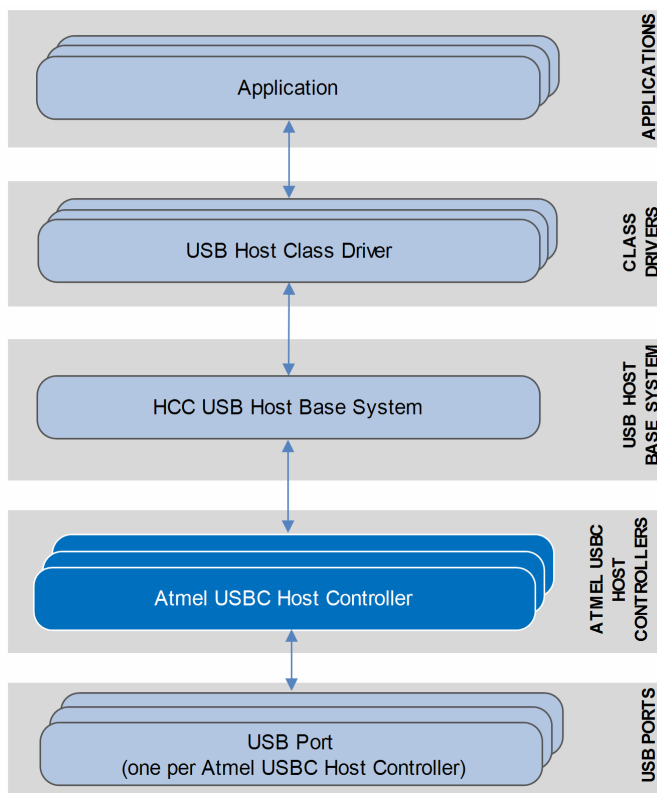 Application
APPLICATIONS
USB Host Class Driver
CLASS
DRIVERS
HCC USB Host Base System
USB HOST
BASE SYSTEM
Atmel USBC Host Controller
ATMEL USBC
HOST
CONTROLLERS
USB Port
(one per Atmel USBC Host Controller)
USB PORTS